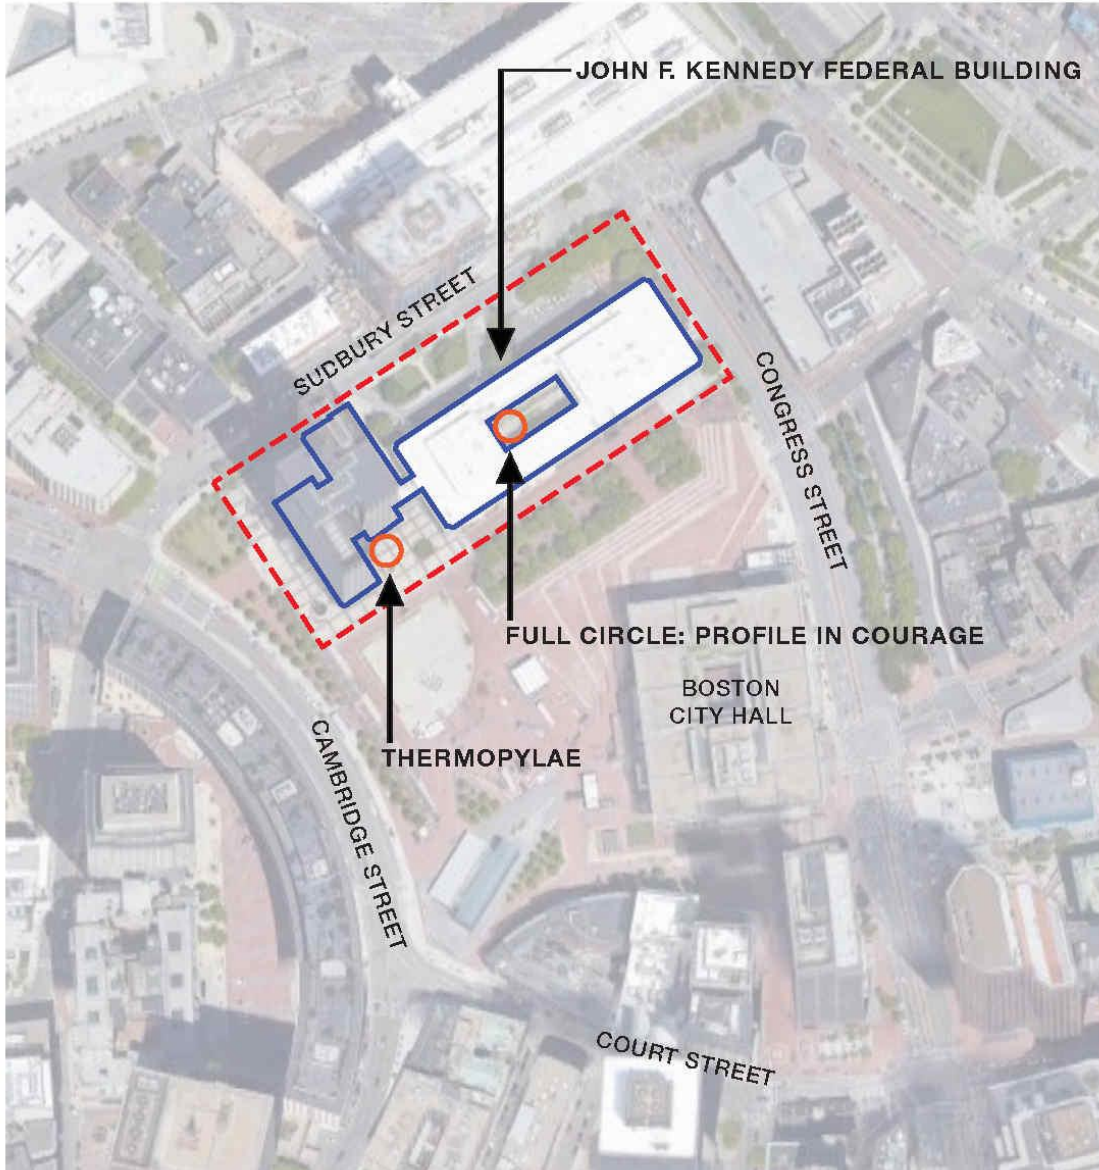 JOHN F. KENNEDY FEDERAL BUILDING
SUDBURY STREET
CONGRESS STREET
FULL CIRCLE: PROFILE IN COURAGE
BOSTON
CITY HALL
THERMOPYLAE
CAMBRIDGE STREET
COURT STREET